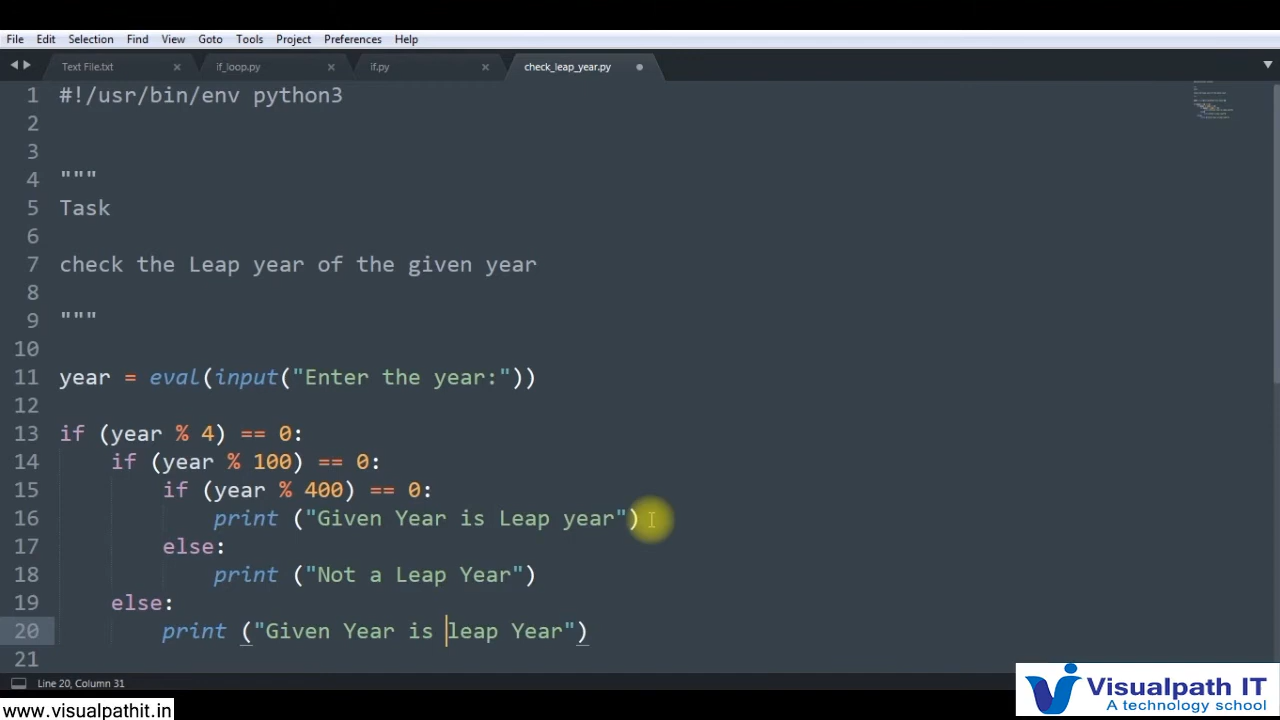 File Edit Selection Find View Goto Tools Project Preferences Help
Text File.txt if_loop.py if.py check_leap_year.py
1 #!/usr/bin/env python3
2
3
4 """
5 Task
6
7 check the Leap year of the given year
8
9 """
10
11 year = eval(input("Enter the year:"))
12
13 if (year % 4) == 0:
14 if (year % 100) == 0:
15 if (year % 400) == 0:
16 print ("Given Year is Leap year")
17 else:
18 print ("Not a Leap Year")
19 else:
20 print ("Given Year is leap Year")
21
Line 20, Column 31
Visualpath IT
A technology school
www.visualpathit.in